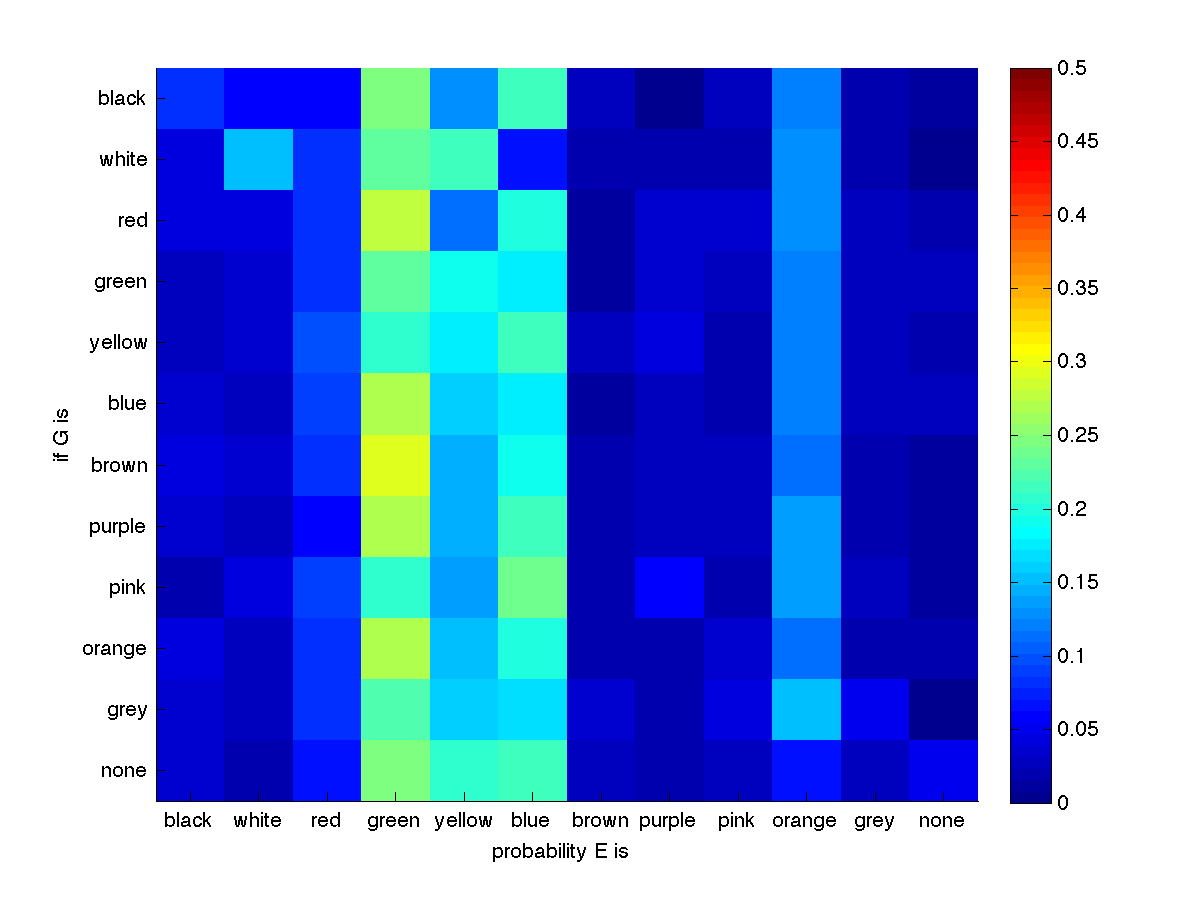 black
white
red
green
yellow
blue
brown
purple
pink
orange
grey
none
if G is
black white red green yellow blue brown purple pink orange grey none
probability E is
0.5
0.45
0.4
0.35
0.3
0.25
0.2
0.15
0.1
0.05
0